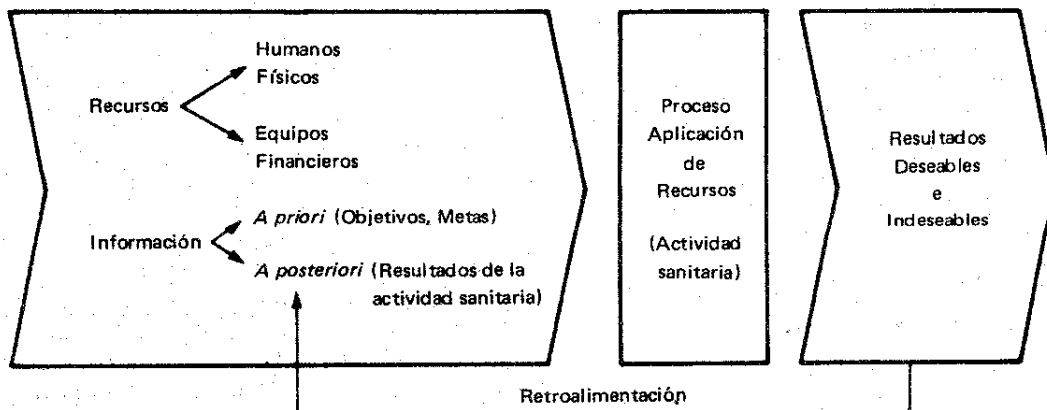 Humanos
Físicos
Recursos
Equipos
Financieros
A priori (Objetivos, Metas)
Información
A posteriori (Resultados de la
actividad sanitaria)
Proceso
Aplicación
de
Recursos
(Actividad
sanitaria)
Resultados
Deseables
e
Indeseables
Retroalimentación